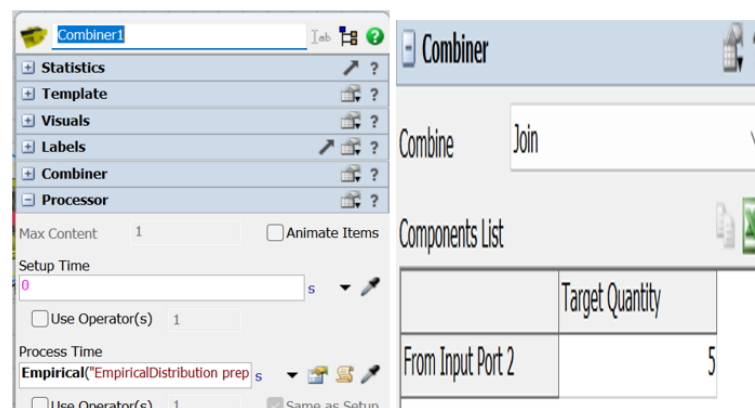 Combiner1
Statistics
?
Template
?
Visuals
?
Labels
?
Combiner
?
Processor
?
Max Content 1 Animate Items
Setup Time
0 s
Use Operator(s) 1
Process Time
Empirical("EmpiricalDistribution prep s
Use Operator(s) 1 Same as Setup
Combiner
Combine Join
Components List
Target Quantity
From Input Port 2 5